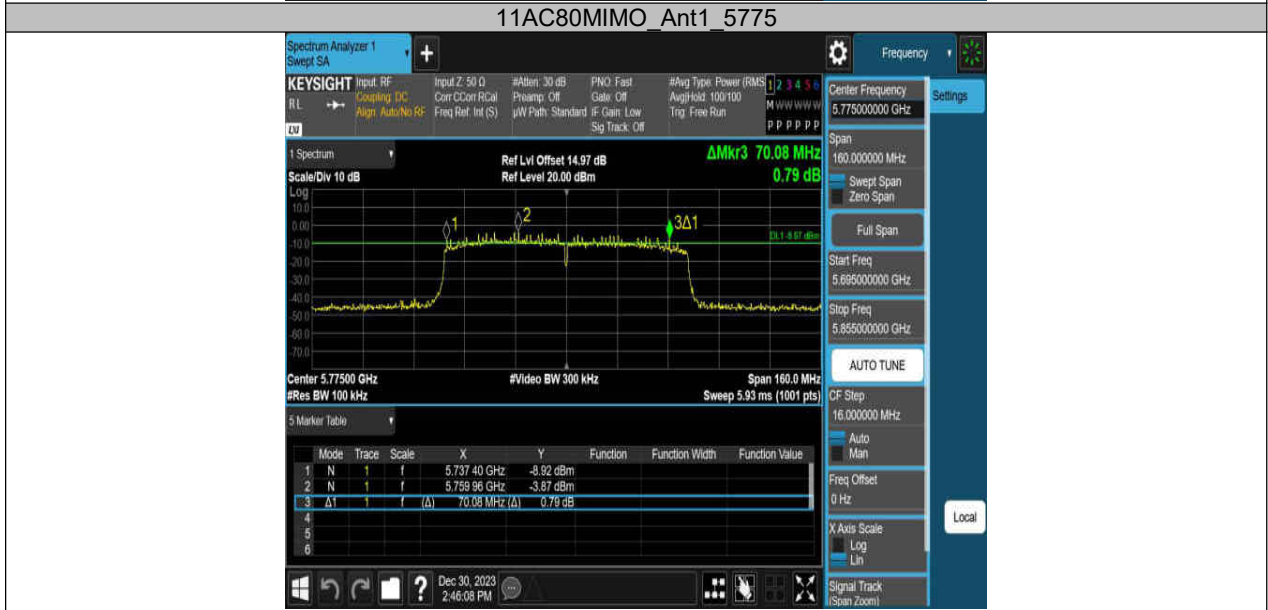 11AC80MIMO_Ant1_5775
Spectrum Analyzer 1
Swept SA
+
Frequency
KEYSIGHT Input: RF Input Z: 50 Ω #Atten: 30 dB PNO: Fast #Avg Type: Power (RMS 1 2 3 4 5 6
RL Coupling: DC Corr CCorr RCal Preamp: Off Gate: Off Avg|Hold: 100/100 M W W W W W
Align: Auto/No RF Freq Ref: Int (S) µW Path: Standard IF Gain: Low Trig: Free Run
Sig Track: Off P P P P P P
LXI
Center Frequency
5.775000000 GHz
Settings
1 Spectrum
Ref Lvl Offset 14.97 dB
ΔMkr3 70.08 MHz
Scale/Div 10 dB
Ref Level 20.00 dBm
0.79 dB
Span
160.000000 MHz
Swept Span
Zero Span
Full Span
Start Freq
5.695000000 GHz
Stop Freq
5.855000000 GHz
AUTO TUNE
CF Step
16.000000 MHz
Auto
Man
Freq Offset
0 Hz
X Axis Scale
Log
Lin
Signal Track
(Span Zoom)
Local
Log
10.0
0.00
-10.0
-20.0
-30.0
-40.0
-50.0
-60.0
-70.0
1
2
3Δ1
DL1 -9.87 dBm
Center 5.77500 GHz #Video BW 300 kHz Span 160.0 MHz
#Res BW 100 kHz Sweep 5.93 ms (1001 pts)
5 Marker Table
Mode Trace Scale X Y Function Function Width Function Value
1 N 1 f 5.737 40 GHz -8.92 dBm
2 N 1 f 5.759 96 GHz -3.87 dBm
3 Δ1 1 f (Δ) 70.08 MHz (Δ) 0.79 dB
4
5
6
? Dec 30, 2023
2:46:08 PM